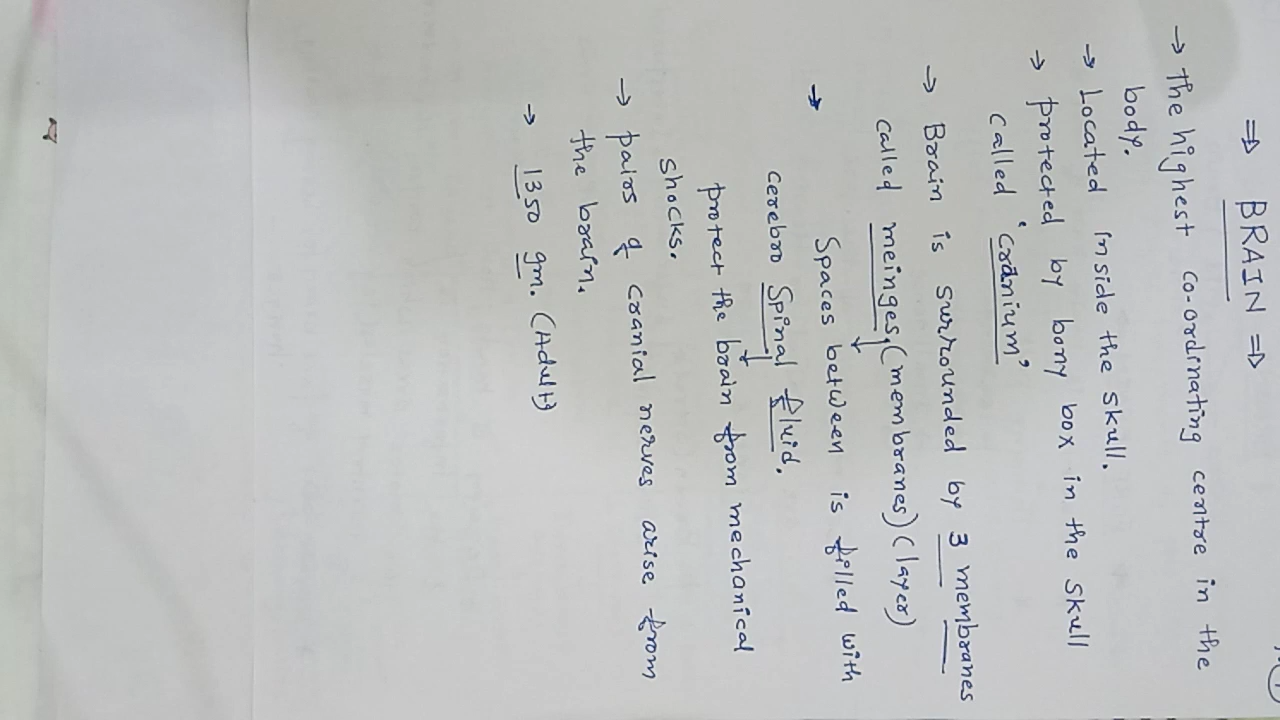 ⇒ BRAIN ⇒
→ The highest co-ordinating centre in the
body.
→ Located inside the skull.
→ protected by bony box in the skull
called 'cranium'
→ Brain is surrounded by 3 membranes
called meinges, (membranes) (layer)
→ ↓
Spaces between is filled with
cerebro spinal fluid.
↓
protect the brain from mechanical
shocks.
→ pairs of cranial nerves arise from
the brain.
→ 1350 gm. (Adult)